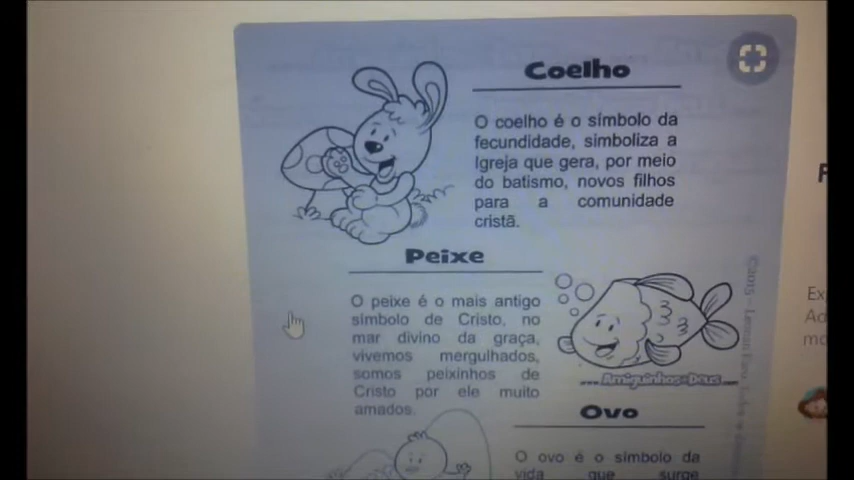 Coelho
O coelho é o símbolo da
fecundidade, simboliza a
Igreja que gera, por meio
do batismo, novos filhos
para a comunidade
cristã.
Peixe
O peixe é o mais antigo
símbolo de Cristo, no
mar divino da graça,
vivemos mergulhados,
somos peixinhos de
Cristo por ele muito
amados.
Amiguinhos de Deus
Ovo
O ovo é o símbolo da
vida que surge
Ex
Ad